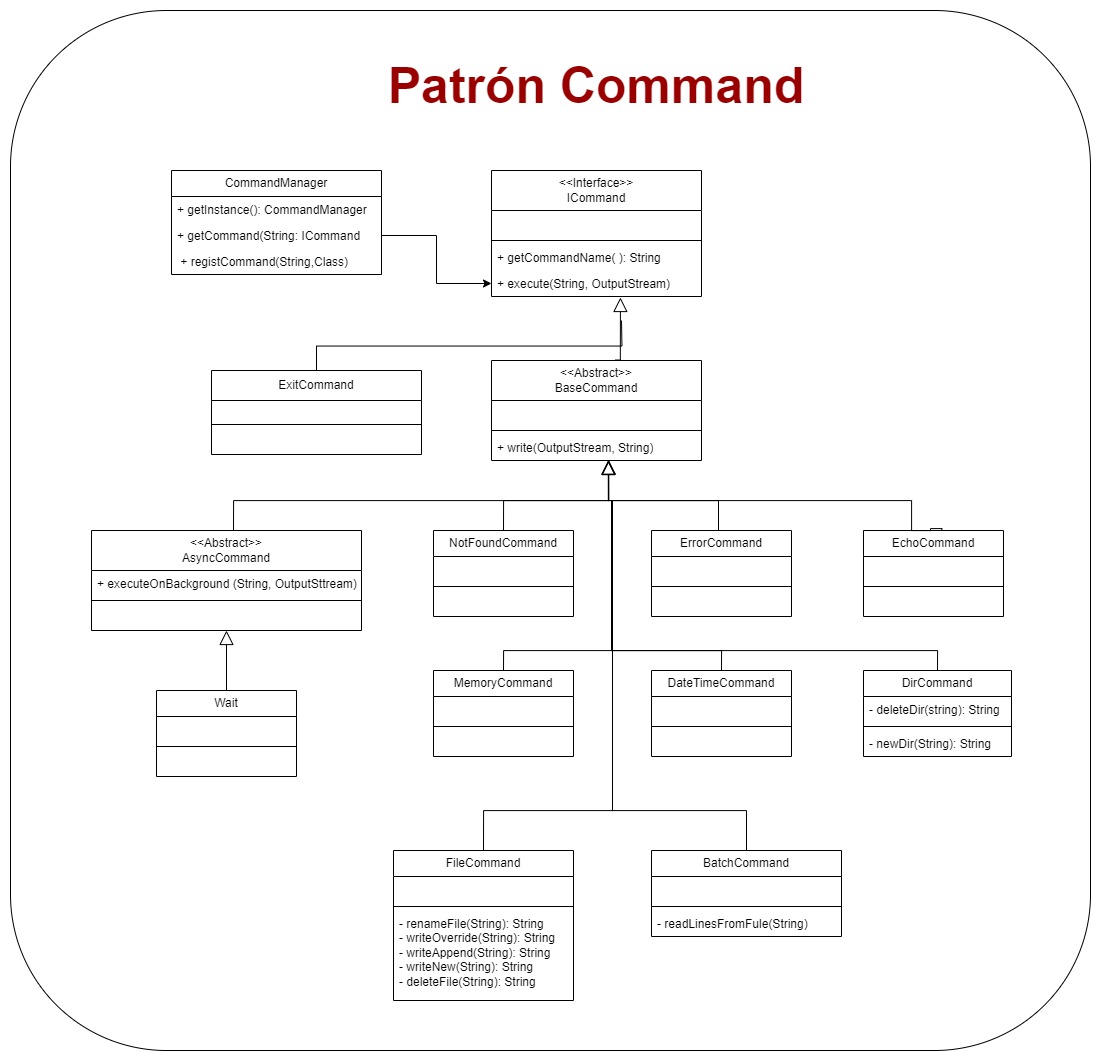 Patrón Command
CommandManager
+ getInstance(): CommandManager
+ getCommand(String: ICommand
+ registCommand(String,Class)
<<Interface>>
ICommand
+ getCommandName( ): String
+ execute(String, OutputStream)
ExitCommand
<<Abstract>>
BaseCommand
+ write(OutputStream, String)
<<Abstract>>
AsyncCommand
+ executeOnBackground (String, OutputSttream)
NotFoundCommand
ErrorCommand
EchoCommand
Wait
MemoryCommand
DateTimeCommand
DirCommand
- deleteDir(string): String
- newDir(String): String
FileCommand
- renameFile(String): String
- writeOverride(String): String
- writeAppend(String): String
- writeNew(String): String
- deleteFile(String): String
BatchCommand
- readLinesFromFule(String)